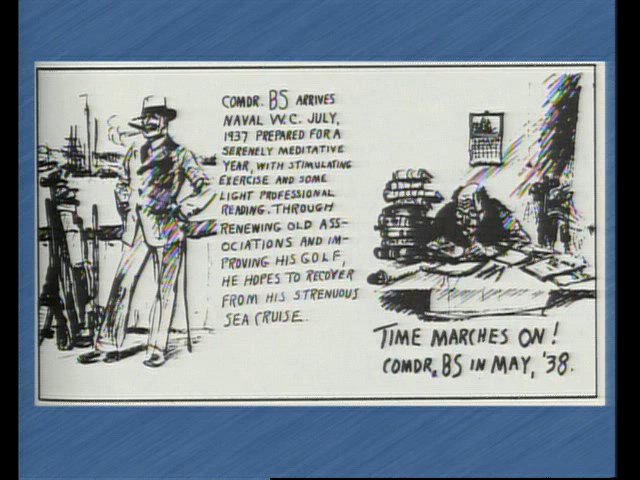 COMDR. BS ARRIVES
NAVAL W.C. JULY,
1937 PREPARED FOR A
SERENELY MEDITATIVE
YEAR, WITH STIMULATING
EXERCISE AND SOME
LIGHT PROFESSIONAL
READING. THROUGH
RENEWING OLD ASS-
OCIATIONS AND IM-
PROVING HIS GOLF,
HE HOPES TO RECOVER
FROM HIS STRENUOUS
SEA CRUISE.
TIME MARCHES ON!
COMDR. BS IN MAY, '38.